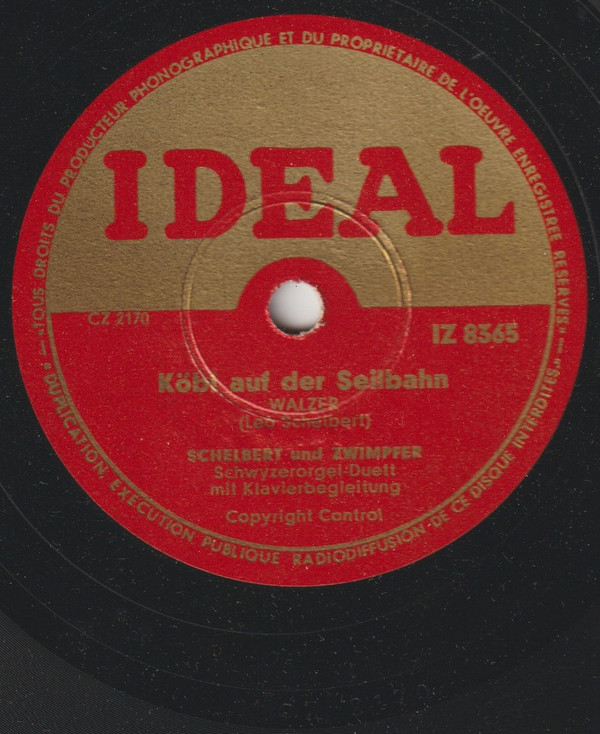 "TOUS DROITS DU PRODUCTEUR PHONOGRAPHIQUE ET DU PROPRIETAIRE DE L'OEUVRE ENREGISTREE RESERVES"
IDEAL
CZ 2170
IZ 8365
Köbi auf der Seilbahn
WALZER
(Leo Schelbert)
SCHELBERT und ZWIMPFER
Schwyzerorgel-Duett
mit Klavierbegleitung
Copyright Control
"DUPLICATION, EXECUTION PUBLIQUE RADIODIFFUSION-DE CE DISQUE INTERDITES."